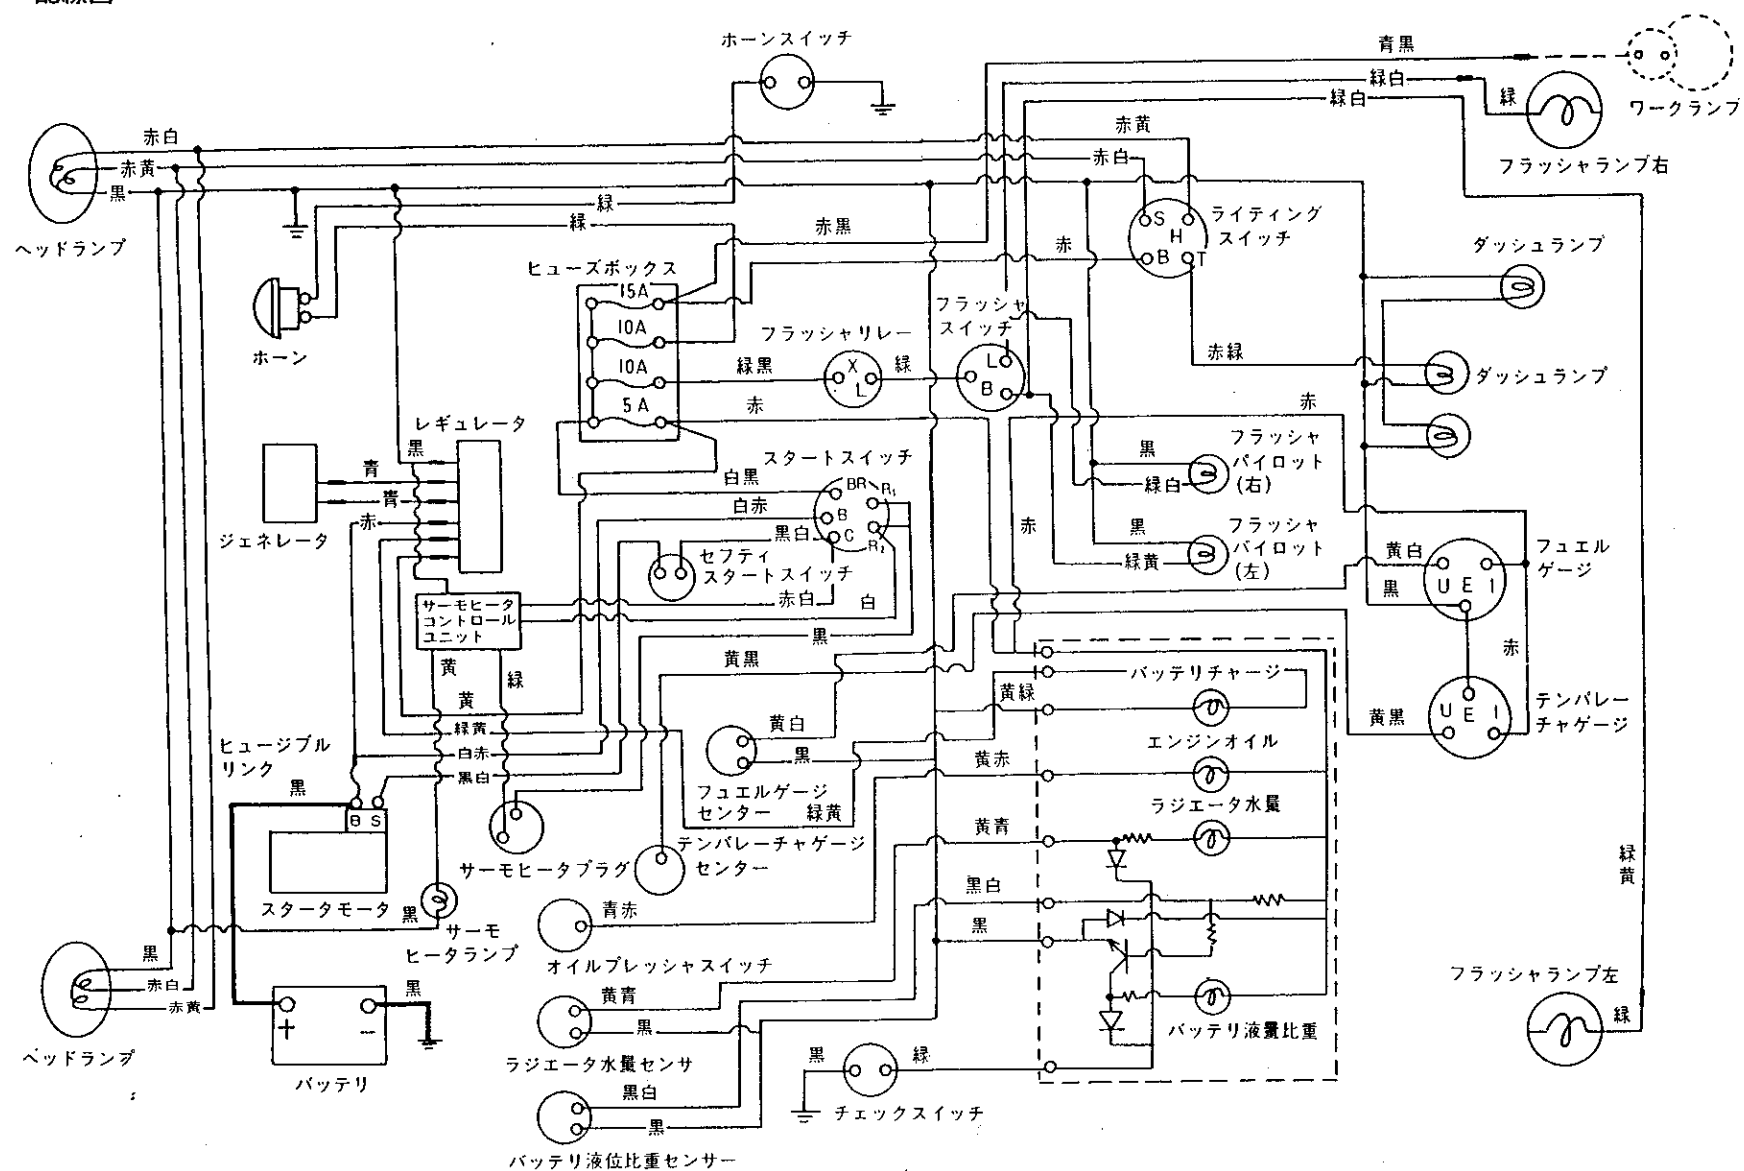 配線図
ホーンスイッチ
青黒
緑白
緑白
緑
ワークランプ
フラッシャランプ右
赤白
赤黄
黒
ヘッドランプ
赤黄
赤白
緑
緑
赤黒
赤
S
H
B
T
ライティング
スイッチ
ダッシュランプ
ホーン
ヒューズボックス
15A
10A
10A
5A
フラッシャリレー
緑黒
X
L
緑
フラッシャ
スイッチ
L
B
赤緑
ダッシュランプ
赤
赤
レギュレータ
黒
青
青
赤
ジェネレータ
スタートスイッチ
白黒
白赤
黒白
BR
R₁
B
C
R₂
セフティ
スタートスイッチ
赤白
白
黒
フラッシャ
パイロット
(右)
黒
緑白
フラッシャ
パイロット
(左)
黒
緑黄
赤
黄白
黒
フュエル
ゲージ
U E I
赤
サーモヒータ
コントロール
ユニット
黄
緑
黄
緑黄
白赤
黒白
黄黒
黄白
黒
フュエルゲージ
センター
緑黄
黄緑
バッテリチャージ
黄黒
U E I
テンパレー
チャゲージ
ヒュージブル
リンク
黒
B S
スタータモータ
サーモヒータプラグ
テンパレーチャゲージ
センター
黄赤
エンジンオイル
ラジエータ水量
黄青
黒白
黒
黒
サーモ
ヒータランプ
青赤
オイルプレッシャスイッチ
黒
赤白
赤黄
ヘッドランプ
+
−
黒
バッテリ
黄青
黒
ラジエータ水量センサ
黒白
黒
バッテリ液位比重センサー
バッテリ液量比重
黒
緑
チェックスイッチ
緑黄
フラッシャランプ左
緑